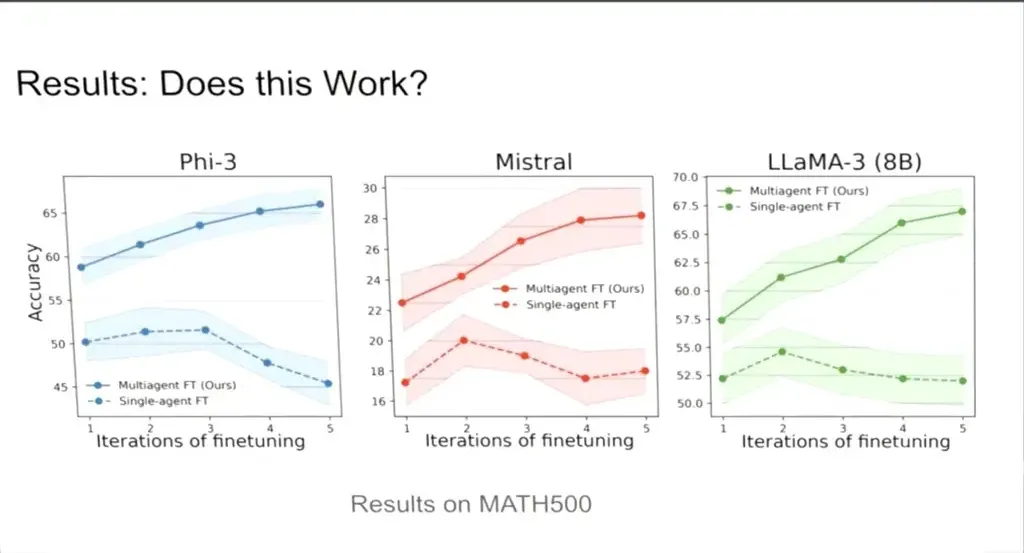 Results: Does this Work?
Phi-3
Accuracy
65
60
55
50
45
Multiagent FT (Ours)
Single-agent FT
1 2 3 4 5
Iterations of finetuning
Mistral
30
28
26
24
22
20
18
16
Multiagent FT (Ours)
Single-agent FT
1 2 3 4 5
Iterations of finetuning
LLaMA-3 (8B)
70.0
67.5
65.0
62.5
60.0
57.5
55.0
52.5
50.0
Multiagent FT (Ours)
Single-agent FT
1 2 3 4 5
Iterations of finetuning
Results on MATH500